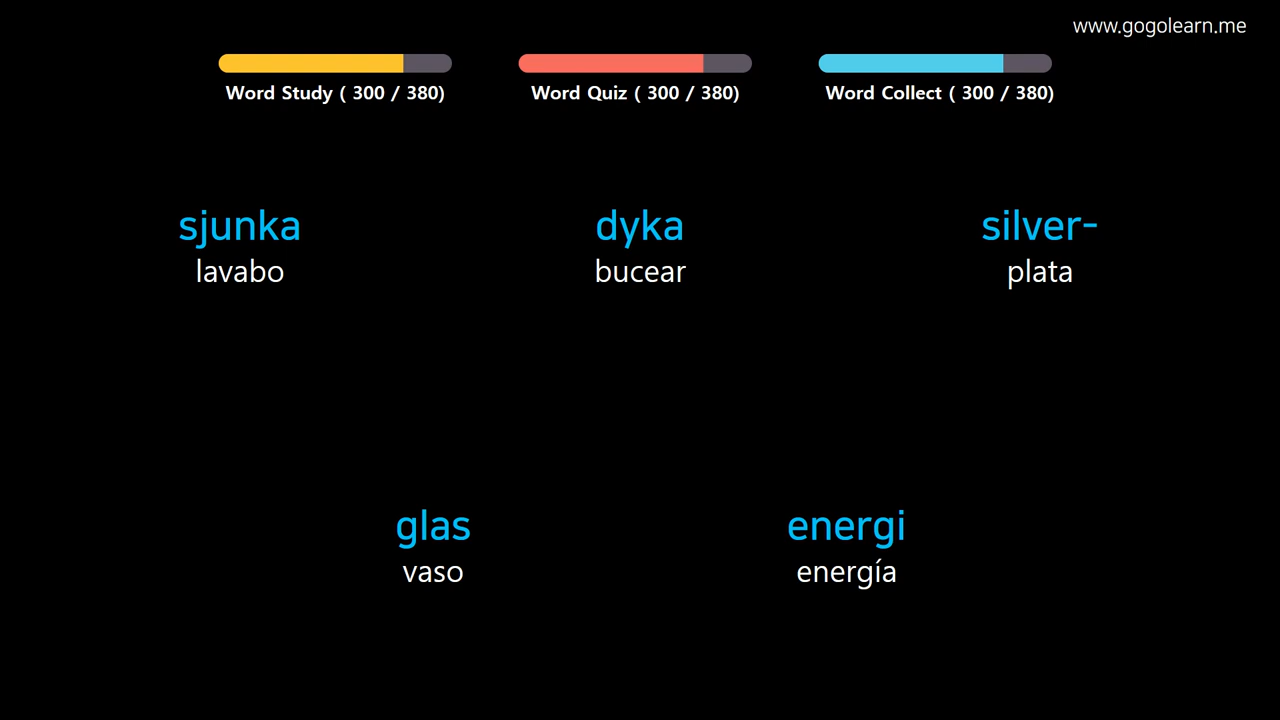 www.gogolearn.me
Word Study ( 300 / 380)
Word Quiz ( 300 / 380)
Word Collect ( 300 / 380)
sjunka
lavabo
dyka
bucear
silver-
plata
glas
vaso
energi
energía